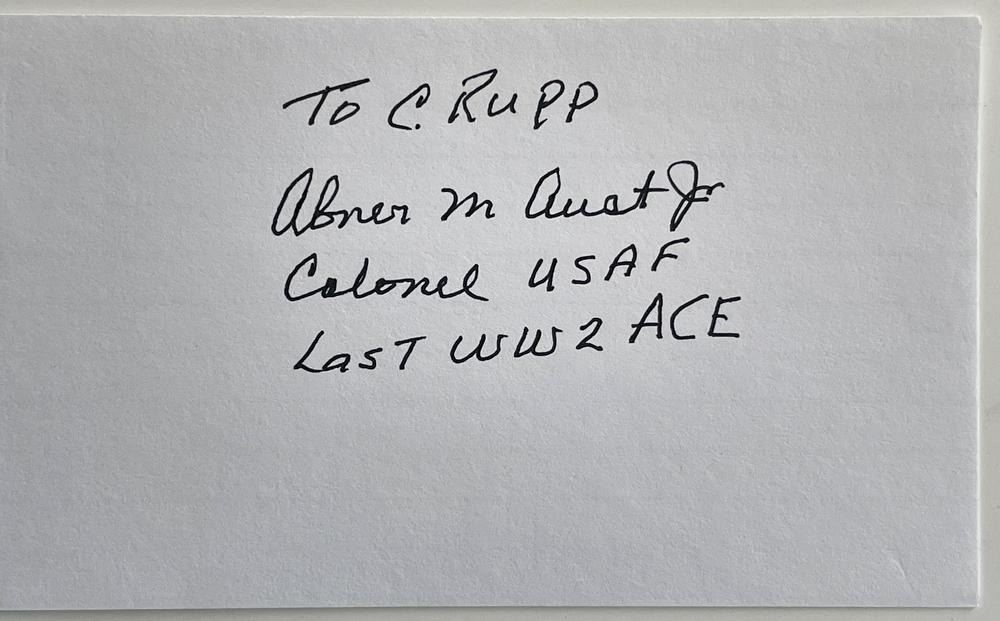 To C. Rupp
Abner M Aust Jr
Colonel USAF
Last WW2 ACE